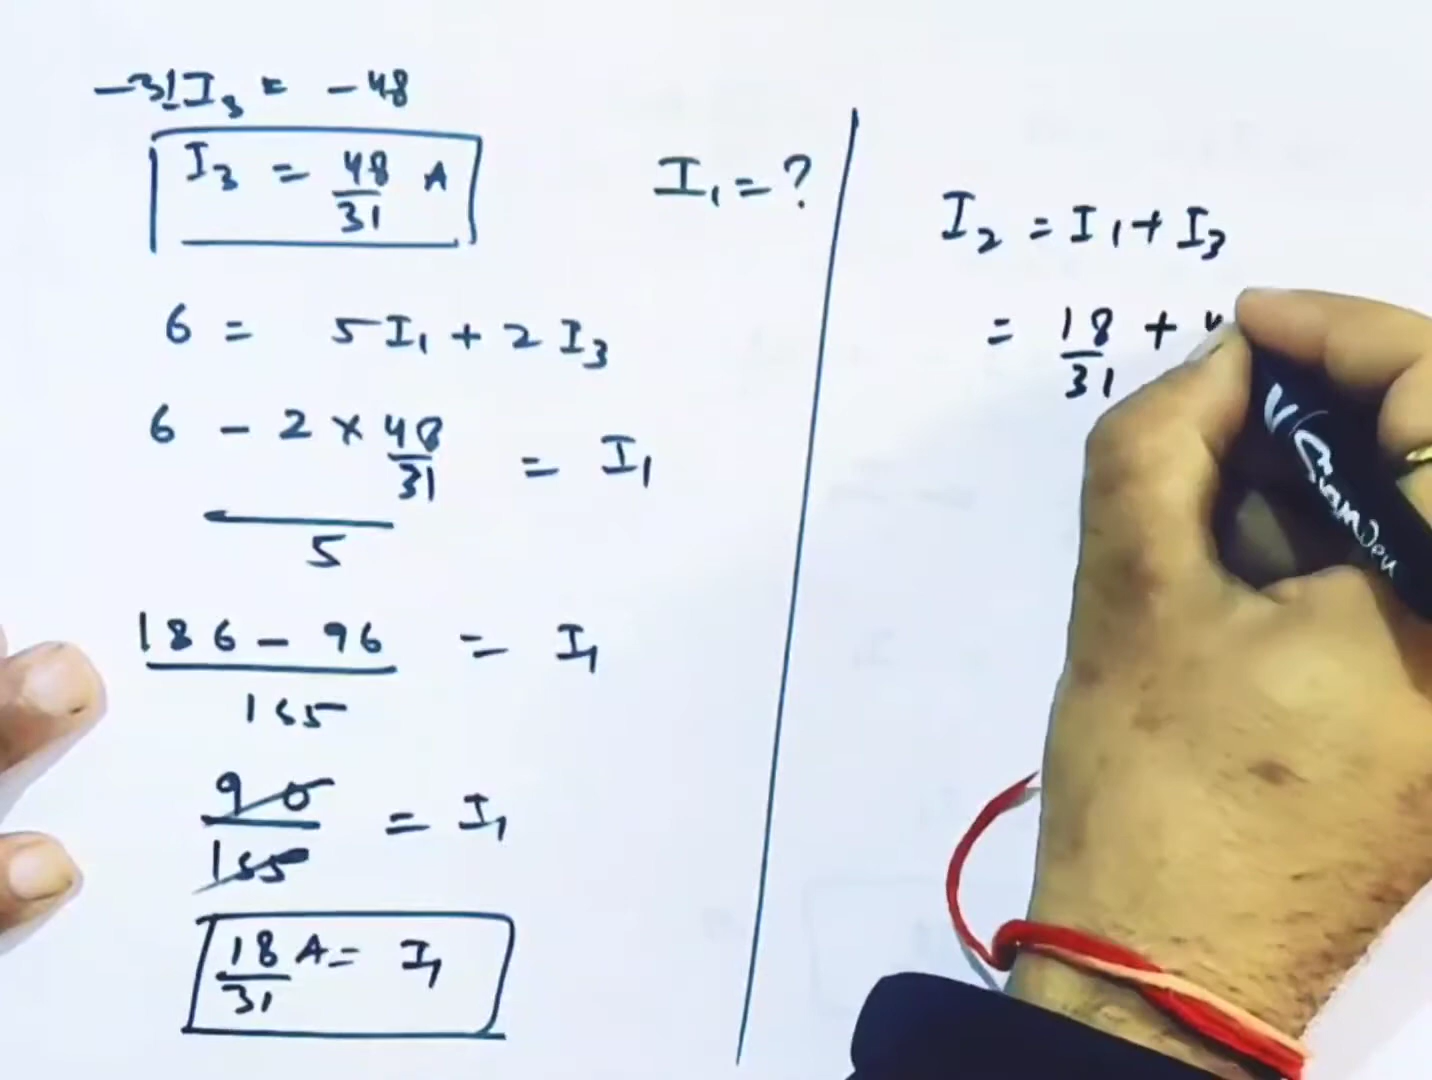 -31I₃ = -48
I₃ = 48/31 A
I₁ = ?
6 = 5I₁ + 2I₃
6 - 2 × 48/31 = I₁
5
186 - 96 = I₁
155
90/155 = I₁
18/31 A = I₁
I₂ = I₁ + I₃
= 18/31 +